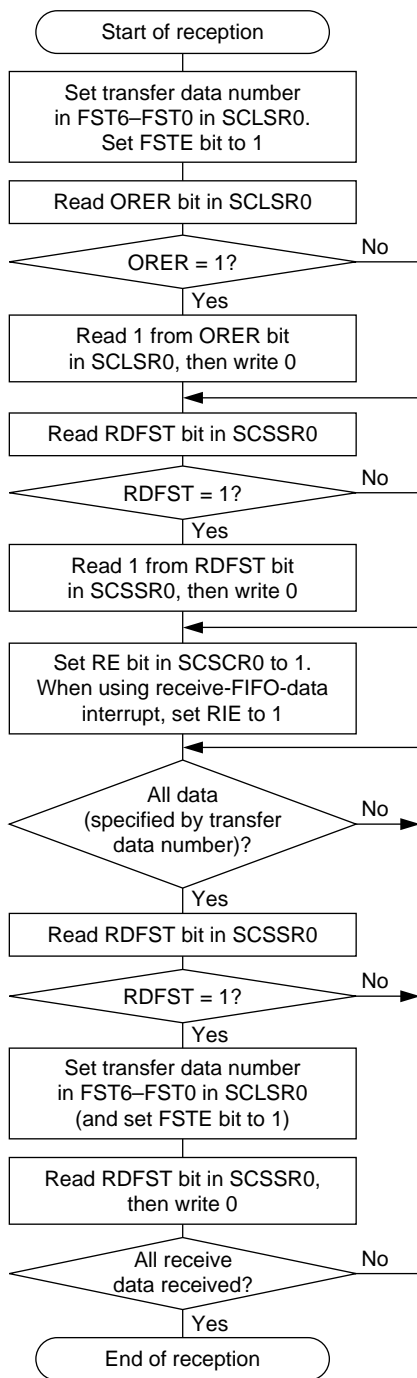 Start of reception
Set transfer data number
in FST6–FST0 in SCLSR0.
Set FSTE bit to 1
Read ORER bit in SCLSR0
ORER = 1?
No
Yes
Read 1 from ORER bit
in SCLSR0, then write 0
Read RDFST bit in SCSSR0
RDFST = 1?
No
Yes
Read 1 from RDFST bit
in SCSSR0, then write 0
Set RE bit in SCSCR0 to 1.
When using receive-FIFO-data
interrupt, set RIE to 1
All data
(specified by transfer
data number)?
No
Yes
Read RDFST bit in SCSSR0
RDFST = 1?
No
Yes
Set transfer data number
in FST6–FST0 in SCLSR0
(and set FSTE bit to 1)
Read RDFST bit in SCSSR0,
then write 0
All receive
data received?
No
Yes
End of reception